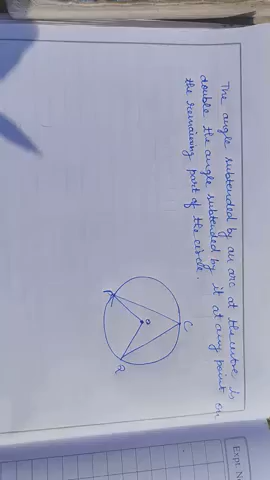 The angle subtended by an arc at the centre is
double the angle subtended by it at any point on
the remaining part of the circle.
C
O
P
Q
Expt. N